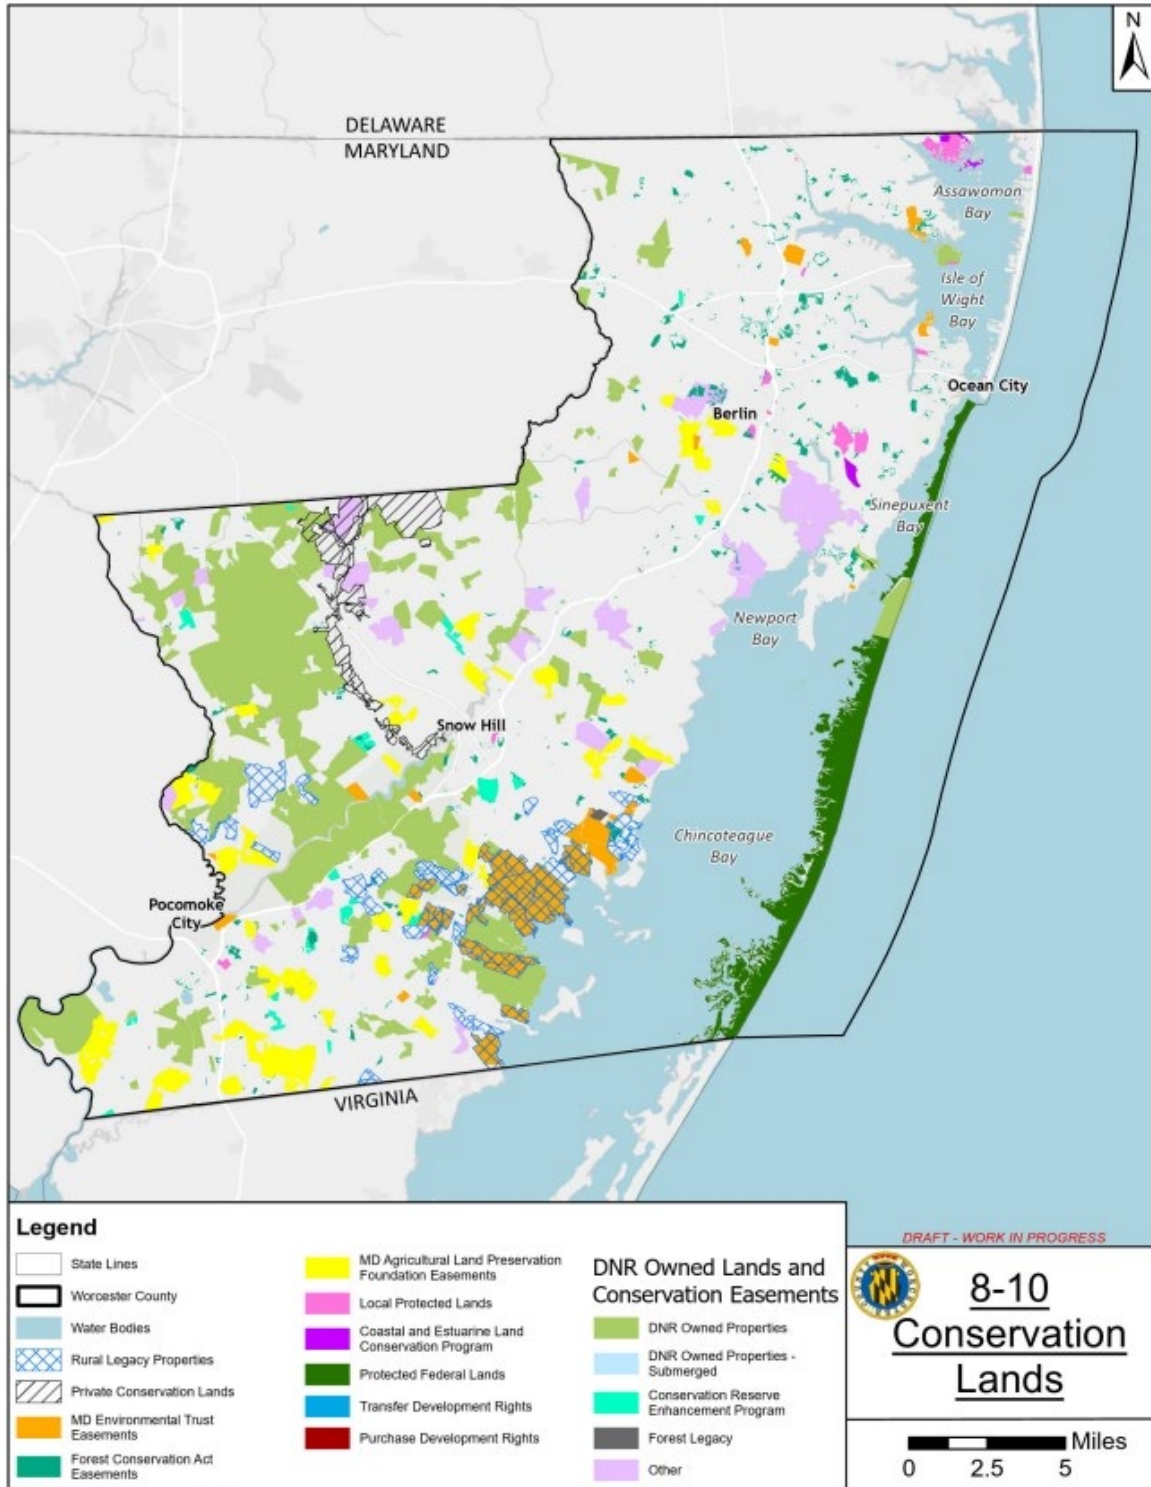 N
DELAWARE
MARYLAND
Assawoman
Bay
Isle of
Wight
Bay
Ocean City
Berlin
Sinepuxent
Bay
Newport
Bay
Snow Hill
Chincoteague
Bay
Pocomoke
City
VIRGINIA
Legend
State Lines
Worcester County
Water Bodies
Rural Legacy Properties
Private Conservation Lands
MD Environmental Trust
Easements
Forest Conservation Act
Easements
MD Agricultural Land Preservation
Foundation Easements
Local Protected Lands
Coastal and Estuarine Land
Conservation Program
Protected Federal Lands
Transfer Development Rights
Purchase Development Rights
DNR Owned Lands and
Conservation Easements
DNR Owned Properties
DNR Owned Properties -
Submerged
Conservation Reserve
Enhancement Program
Forest Legacy
Other
DRAFT - WORK IN PROGRESS
8-10
Conservation
Lands
Miles
0 2.5 5